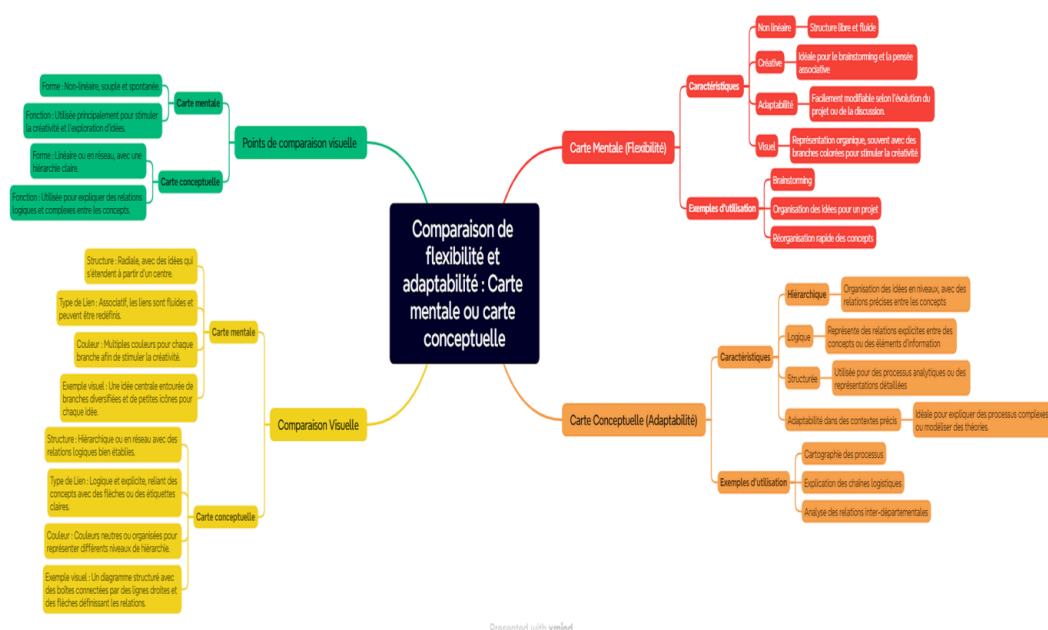 Comparaison de
flexibilité et
adaptabilité : Carte
mentale ou carte
conceptuelle
Carte Mentale (Flexibilité)
Caractéristiques
Non linéaire
Structure libre et fluide
Créative
Idéale pour le brainstorming et la pensée
associative
Adaptabilité
Facilement modifiable selon l'évolution du
projet ou de la discussion.
Visuel
Représentation organique, souvent avec des
branches colorées pour stimuler la créativité
Exemples d'utilisation
Brainstorming
Organisation des idées pour un projet
Réorganisation rapide des concepts
Carte Conceptuelle (Adaptabilité)
Caractéristiques
Hiérarchique
Organisation des idées en niveaux, avec des
relations précises entre les concepts
Logique
Représente des relations explicites entre des
concepts ou des éléments d'information
Structurée
Utilisée pour des processus analytiques ou des
représentations détaillées
Adaptabilité dans des contextes précis
Idéale pour expliquer des processus complexes
ou modéliser des théories.
Exemples d'utilisation
Cartographie des processus
Explication des chaînes logistiques
Analyse des relations inter-départementales
Points de comparaison visuelle
Carte mentale
Forme : Non-linéaire, souple et spontanée.
Fonction : Utilisée principalement pour stimuler
la créativité et l'exploration d'idées.
Carte conceptuelle
Forme : Linéaire ou en réseau, avec une
hiérarchie claire.
Fonction : Utilisée pour expliquer des relations
logiques et complexes entre les concepts.
Comparaison Visuelle
Carte mentale
Structure : Radiale, avec des idées qui
s'étendent à partir d'un centre.
Type de Lien : Associatif, les liens sont fluides et
peuvent être redéfinis.
Couleur : Multiples couleurs pour chaque
branche afin de stimuler la créativité.
Exemple visuel : Une idée centrale entourée de
branches diversifiées et de petites icônes pour
chaque idée.
Carte conceptuelle
Structure : Hiérarchique ou en réseau avec des
relations logiques bien établies.
Type de Lien : Logique et explicite, reliant des
concepts avec des flèches ou des étiquettes
claires.
Couleur : Couleurs neutres ou organisées pour
représenter différents niveaux de hiérarchie.
Exemple visuel : Un diagramme structuré avec
des boîtes connectées par des lignes droites et
des flèches définissant les relations.
Presented with xmind